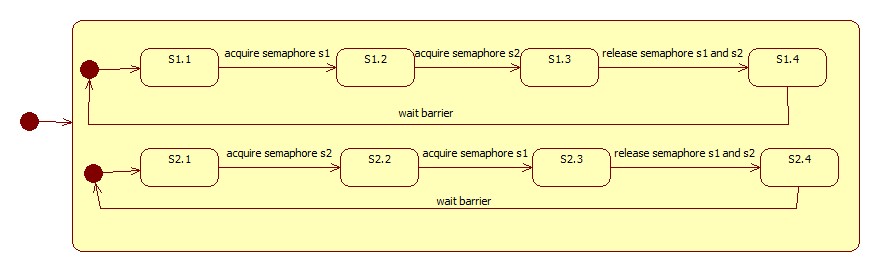 S1.1
acquire semaphore s1
S1.2
acquire semaphore s2
S1.3
release semaphore s1 and s2
S1.4
wait barrier
S2.1
acquire semaphore s2
S2.2
acquire semaphore s1
S2.3
release semaphore s1 and s2
S2.4
wait barrier